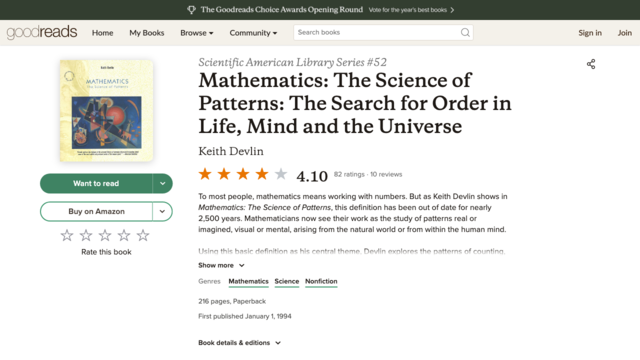 The Goodreads Choice Awards Opening Round Vote for the year's best books
goodreads Home My Books Browse Community Search books Sign in Join
Scientific American Library Series #52
Mathematics: The Science of
Patterns: The Search for Order in
Life, Mind and the Universe
Keith Devlin
4.10 82 ratings · 10 reviews
MATHEMATICS
The Science of Patterns
Want to read
Buy on Amazon
Rate this book
To most people, mathematics means working with numbers. But as Keith Devlin shows in
Mathematics: The Science of Patterns, this definition has been out of date for nearly
2,500 years. Mathematicians now see their work as the study of patterns real or
imagined, visual or mental, arising from the natural world or from within the human mind.
Using this basic definition as his central theme, Devlin explores the patterns of counting,
Show more
Genres Mathematics Science Nonfiction
216 pages, Paperback
First published January 1, 1994
Book details & editions